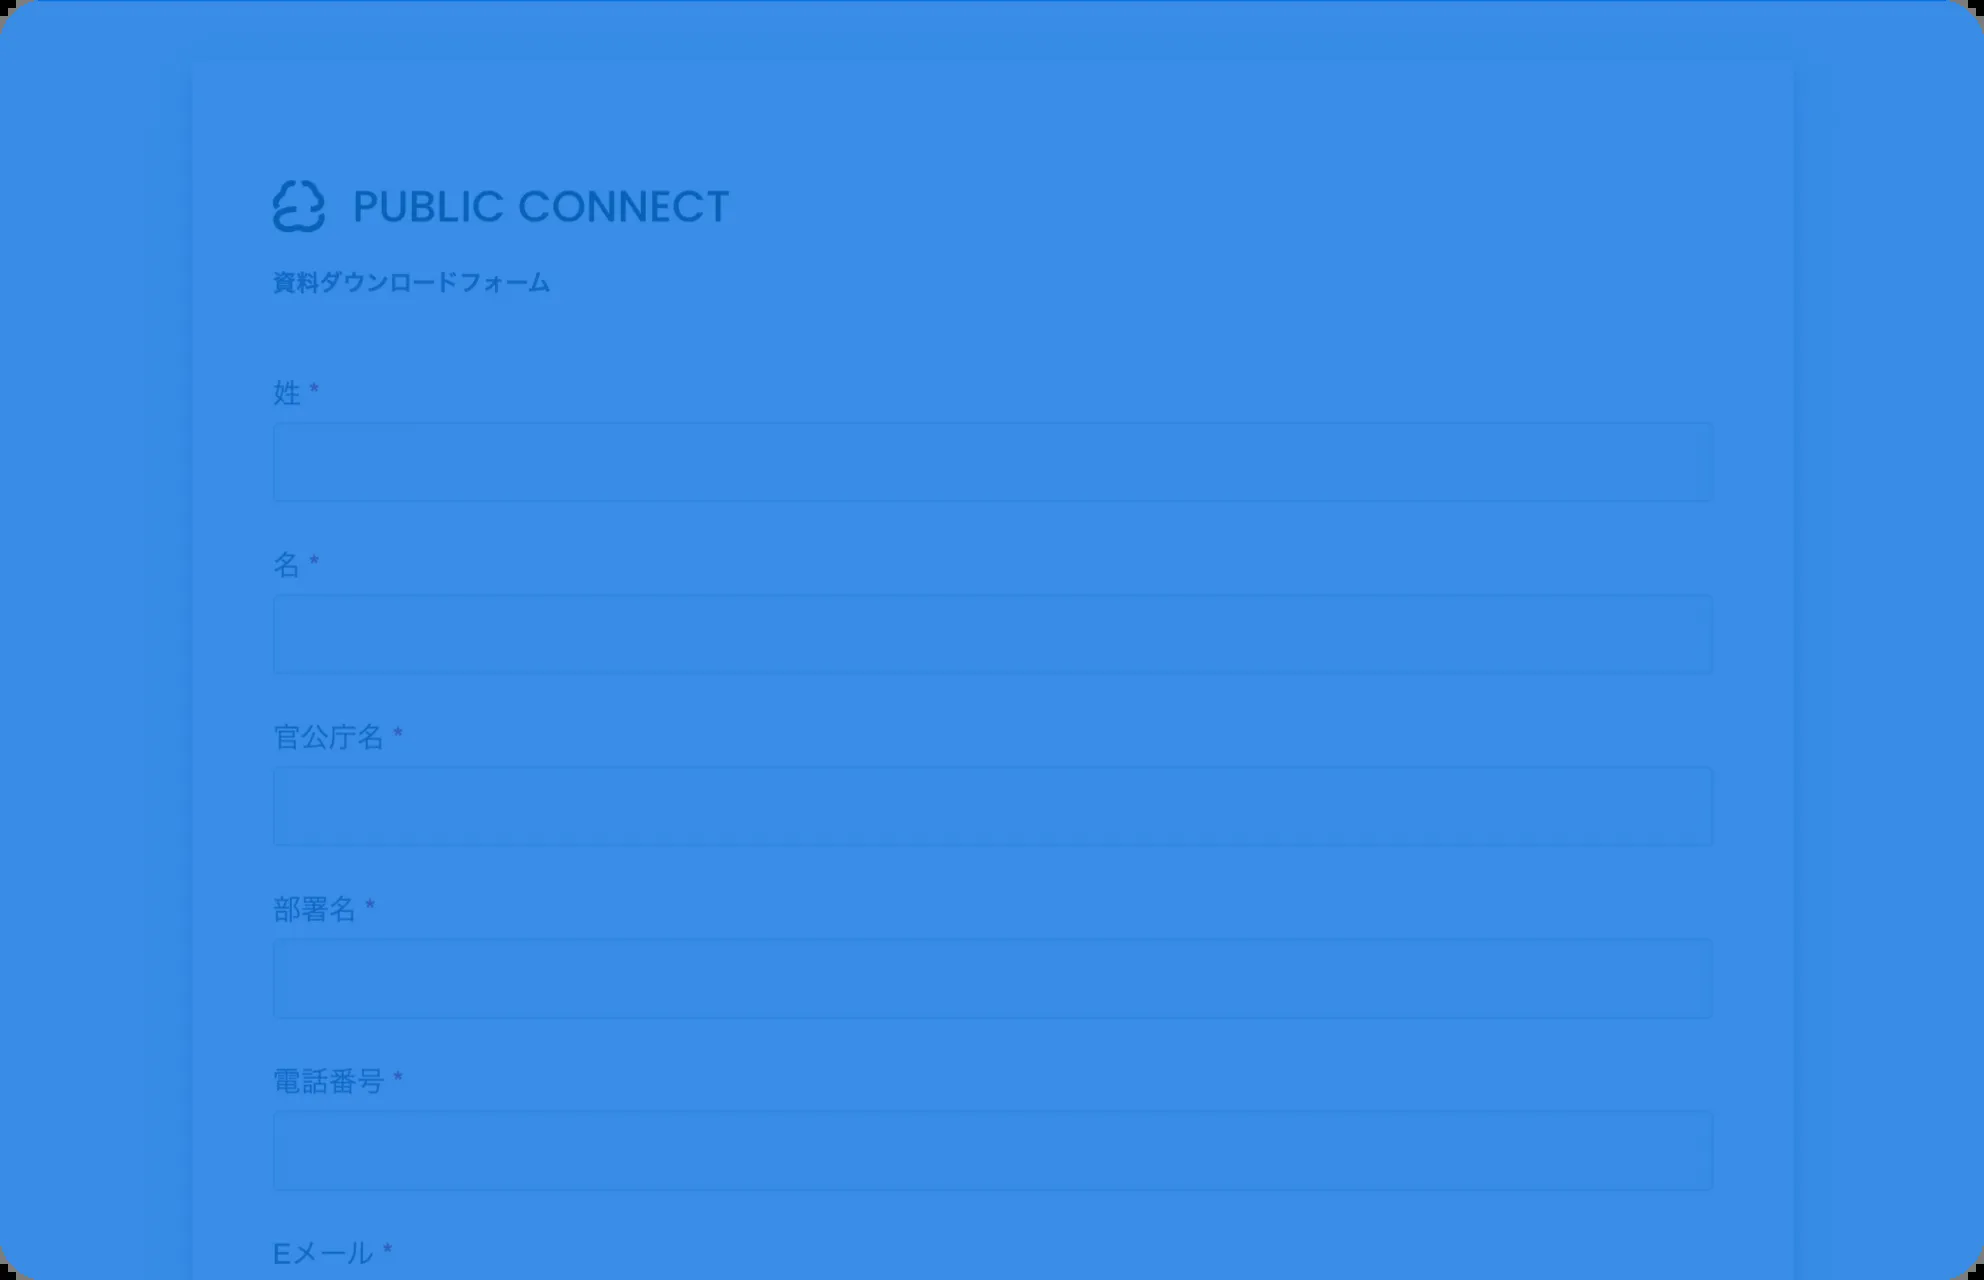 PUBLIC CONNECT
資料ダウンロードフォーム
姓 *
名 *
官公庁名 *
部署名 *
電話番号 *
Eメール *